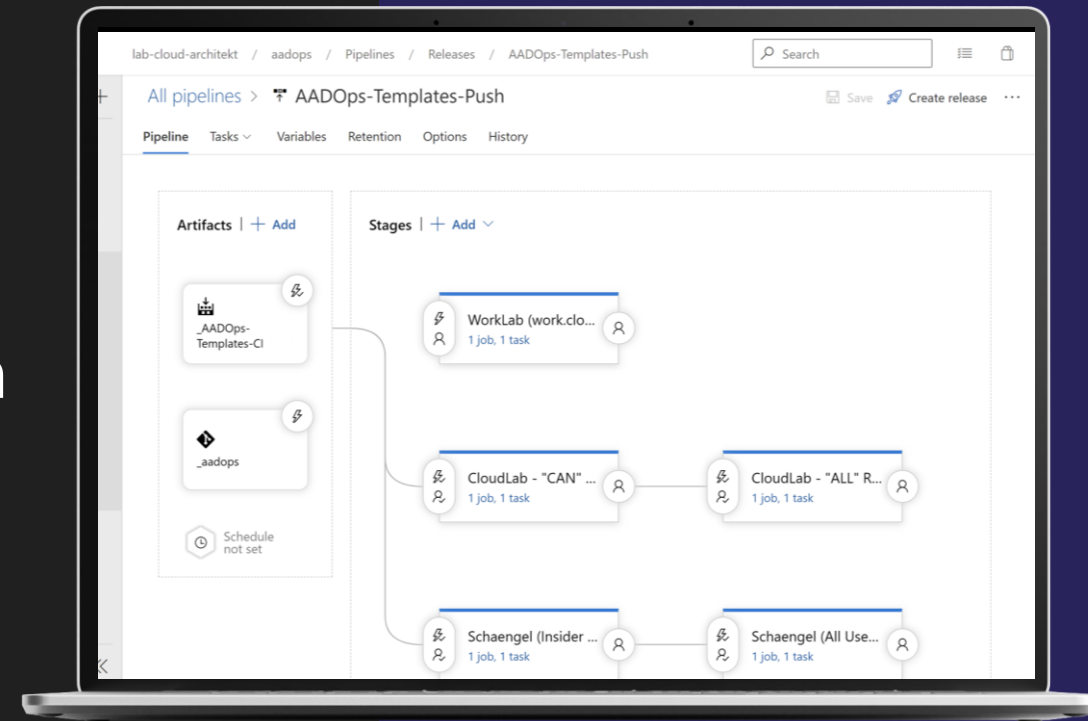 lab-cloud-architekt / aadops / Pipelines / Releases / AADOps-Templates-Push
Search
All pipelines > AADOps-Templates-Push
Save Create release ...
Pipeline Tasks Variables Retention Options History
Artifacts | + Add
Stages | + Add
_AADOps-
Templates-CI
WorkLab (work.clo...
1 job, 1 task
_aadops
CloudLab - "CAN" ...
1 job, 1 task
CloudLab - "ALL" R...
1 job, 1 task
Schedule
not set
Schaengel (Insider ...
1 job, 1 task
Schaengel (All Use...
1 job, 1 task